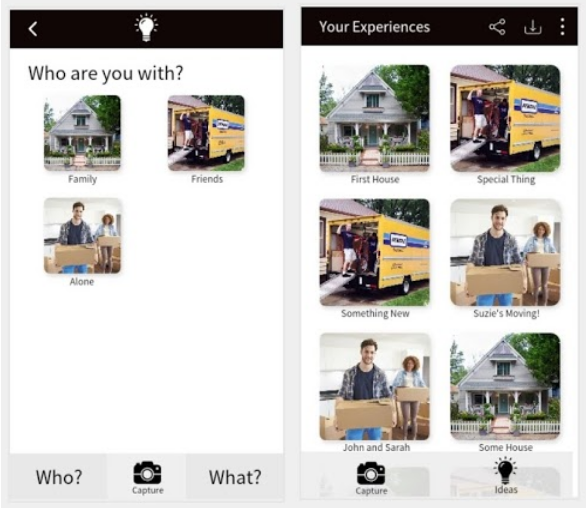 Who are you with?
Family
Friends
Alone
Who?
Capture
What?
Your Experiences
First House
Special Thing
Something New
Suzie's Moving!
John and Sarah
Some House
Capture
Ideas